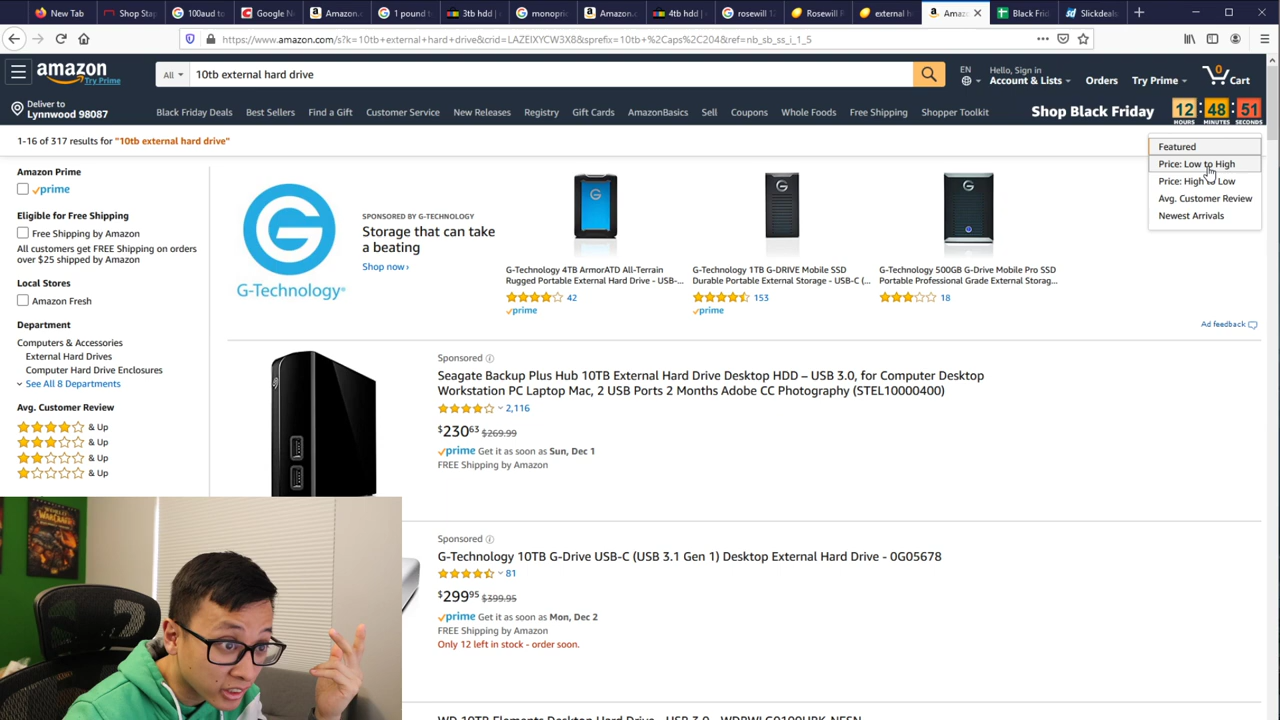 New Tab
Shop Sta
100aud to
Google N
Amazon.
1 pound t
3tb hdd
monopric
Amazon.c
4tb hdd |
rosewill 12
Rosewill R
external h
Amaz
Black Frid
Slickdeals
https://www.amazon.com/s?k=10tb+external+hard+drive&crid=LAZEIXYCW3X8&sprefix=10tb+%2Caps%2C204&ref=nb_sb_ss_i_1_5
amazon
Try Prime
All
10tb external hard drive
EN
Hello, Sign in
Account & Lists
Orders
Try Prime
0
Cart
Deliver to
Lynnwood 98087
Black Friday Deals
Best Sellers
Find a Gift
Customer Service
New Releases
Registry
Gift Cards
AmazonBasics
Sell
Coupons
Whole Foods
Free Shipping
Shopper Toolkit
Shop Black Friday
12 48 51
HOURS MINUTES SECONDS
1-16 of 317 results for "10tb external hard drive"
Featured
Price: Low to High
Price: High to Low
Avg. Customer Review
Newest Arrivals
Amazon Prime
prime
Eligible for Free Shipping
Free Shipping by Amazon
All customers get FREE Shipping on orders
over $25 shipped by Amazon
Local Stores
Amazon Fresh
Department
Computers & Accessories
External Hard Drives
Computer Hard Drive Enclosures
See All 8 Departments
Avg. Customer Review
& Up
& Up
& Up
& Up
G
G-Technology
SPONSORED BY G-TECHNOLOGY
Storage that can take
a beating
Shop now ›
G-Technology 4TB ArmorATD All-Terrain
Rugged Portable External Hard Drive - USB-...
42
prime
G-Technology 1TB G-DRIVE Mobile SSD
Durable Portable External Storage - USB-C (...
153
prime
G-Technology 500GB G-Drive Mobile Pro SSD
Portable Professional Grade External Storag...
18
Ad feedback
Sponsored
Seagate Backup Plus Hub 10TB External Hard Drive Desktop HDD – USB 3.0, for Computer Desktop
Workstation PC Laptop Mac, 2 USB Ports 2 Months Adobe CC Photography (STEL10000400)
2,116
$230 63 $269.99
prime Get it as soon as Sun, Dec 1
FREE Shipping by Amazon
Sponsored
G-Technology 10TB G-Drive USB-C (USB 3.1 Gen 1) Desktop External Hard Drive - 0G05678
81
$299 95 $399.95
prime Get it as soon as Mon, Dec 2
FREE Shipping by Amazon
Only 12 left in stock - order soon.
WD 10TB Elements Desktop Hard Drive - USB 3.0 - WDBWLG0100HBK-NESN